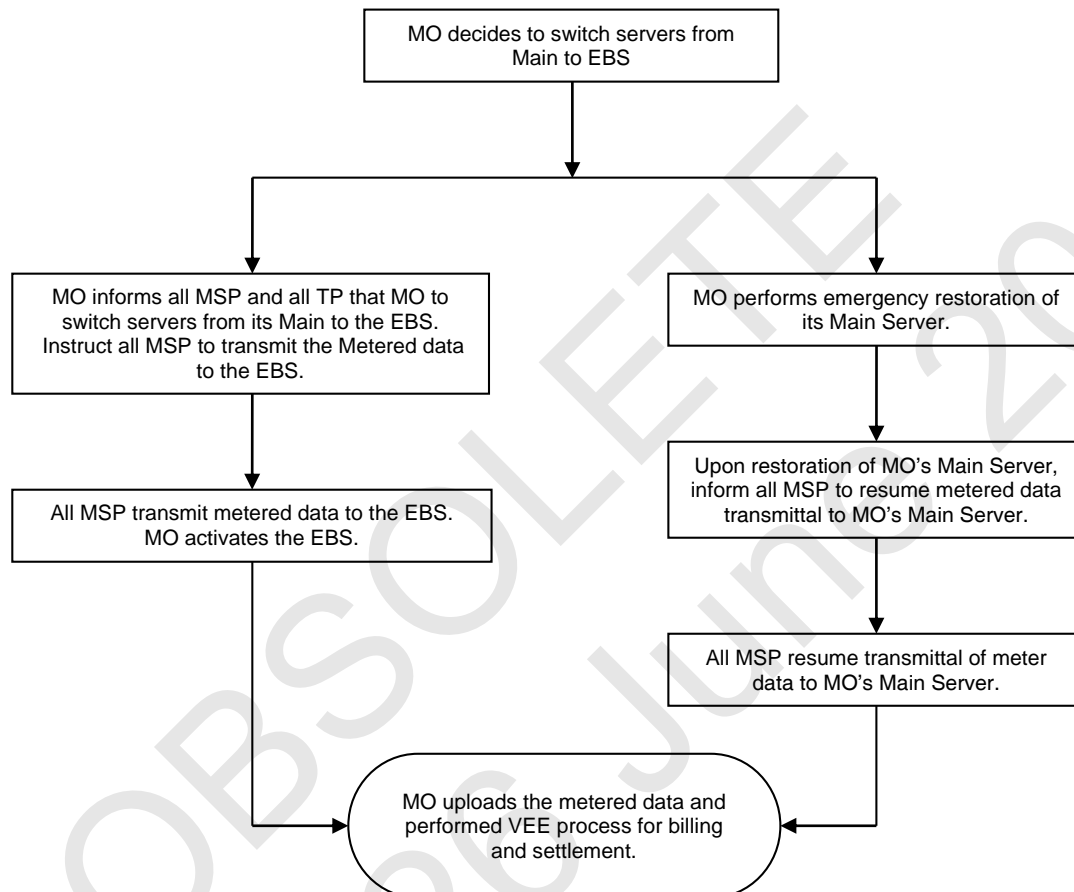 MO decides to switch servers from
Main to EBS
MO informs all MSP and all TP that MO to
switch servers from its Main to the EBS.
Instruct all MSP to transmit the Metered data
to the EBS.
MO performs emergency restoration of
its Main Server.
All MSP transmit metered data to the EBS.
MO activates the EBS.
Upon restoration of MO's Main Server,
inform all MSP to resume metered data
transmittal to MO's Main Server.
All MSP resume transmittal of meter
data to MO's Main Server.
MO uploads the metered data and
performed VEE process for billing
and settlement.
OBSOLETE
26 June 20